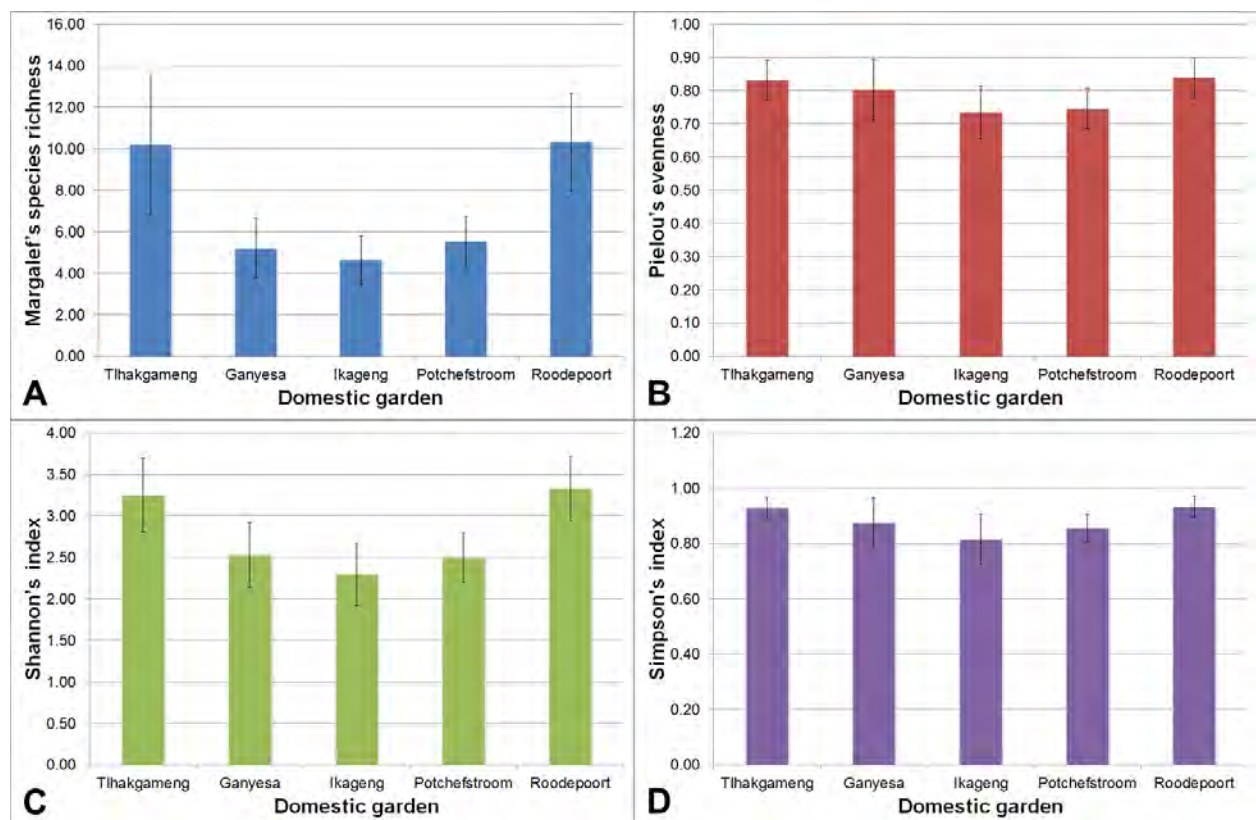 Margalef's species richness
16.00
14.00
12.00
10.00
8.00
6.00
4.00
2.00
0.00
Tlhakgameng Ganyesa Ikageng Potchefstroom Roodepoort
Domestic garden
A
Pielou's evenness
1.00
0.90
0.80
0.70
0.60
0.50
0.40
0.30
0.20
0.10
0.00
Tlhakgameng Ganyesa Ikageng Potchefstroom Roodepoort
Domestic garden
B
Shannon's index
4.00
3.50
3.00
2.50
2.00
1.50
1.00
0.50
0.00
Tlhakgameng Ganyesa Ikageng Potchefstroom Roodepoort
Domestic garden
C
Simpson's index
1.20
1.00
0.80
0.60
0.40
0.20
0.00
Tlhakgameng Ganyesa Ikageng Potchefstroom Roodepoort
Domestic garden
D